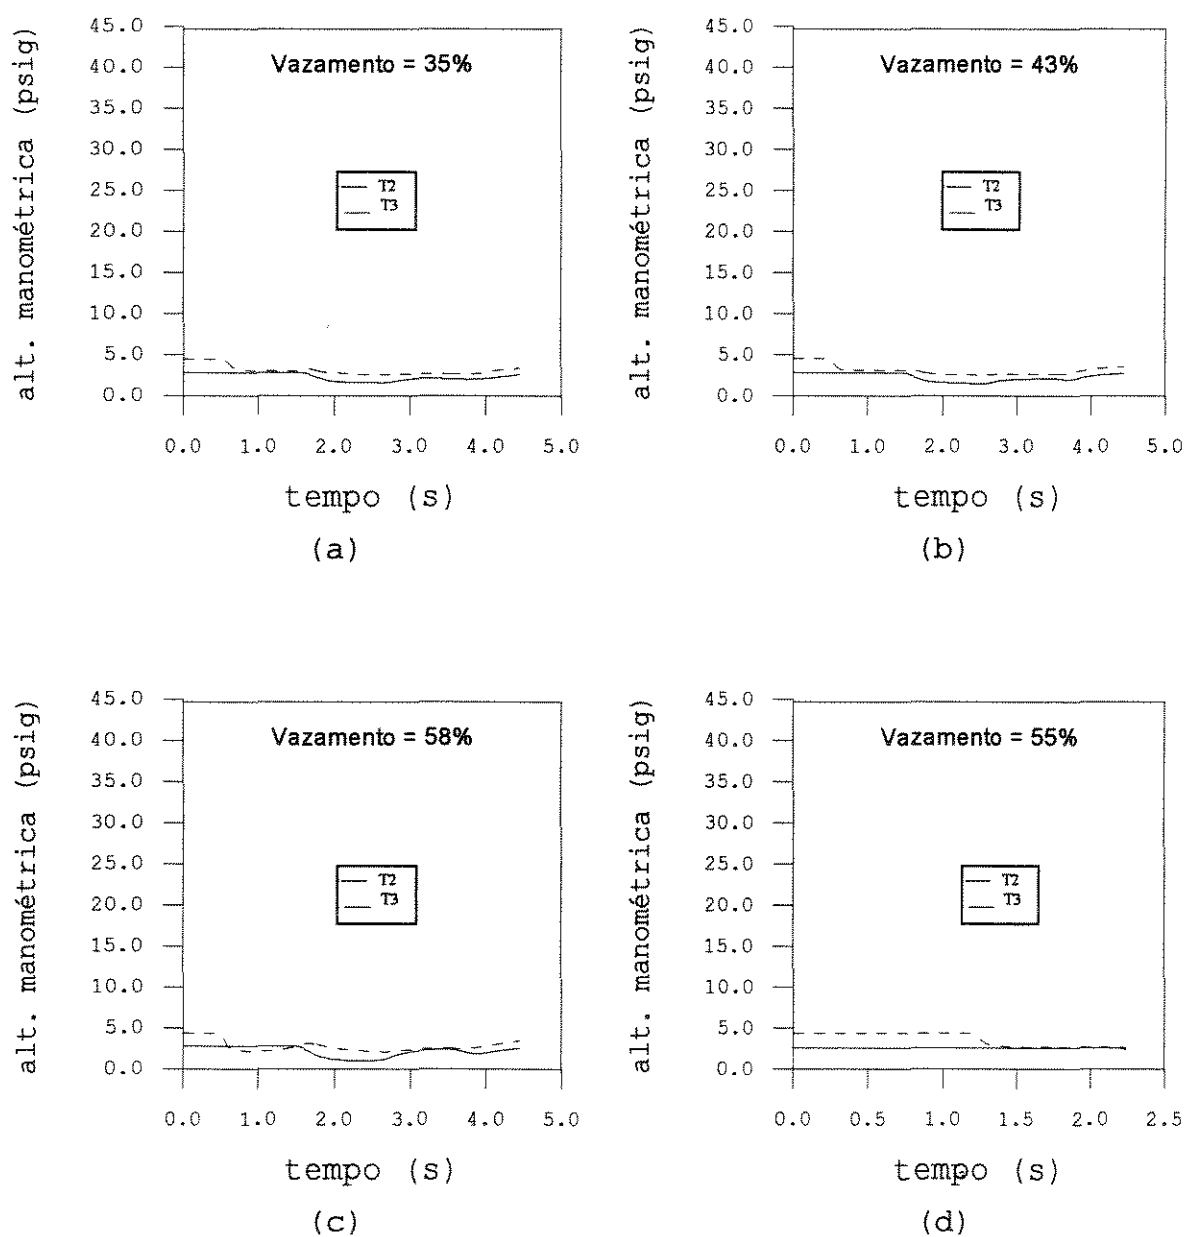 alt. manométrica (psig)
45.0
40.0
35.0
30.0
25.0
20.0
15.0
10.0
5.0
0.0
Vazamento = 35%
T2
T3
0.0 1.0 2.0 3.0 4.0 5.0
tempo (s)
(a)
alt. manométrica (psig)
45.0
40.0
35.0
30.0
25.0
20.0
15.0
10.0
5.0
0.0
Vazamento = 43%
T2
T3
0.0 1.0 2.0 3.0 4.0 5.0
tempo (s)
(b)
alt. manométrica (psig)
45.0
40.0
35.0
30.0
25.0
20.0
15.0
10.0
5.0
0.0
Vazamento = 58%
T2
T3
0.0 1.0 2.0 3.0 4.0 5.0
tempo (s)
(c)
alt. manométrica (psig)
45.0
40.0
35.0
30.0
25.0
20.0
15.0
10.0
5.0
0.0
Vazamento = 55%
T2
T3
0.0 0.5 1.0 1.5 2.0 2.5
tempo (s)
(d)